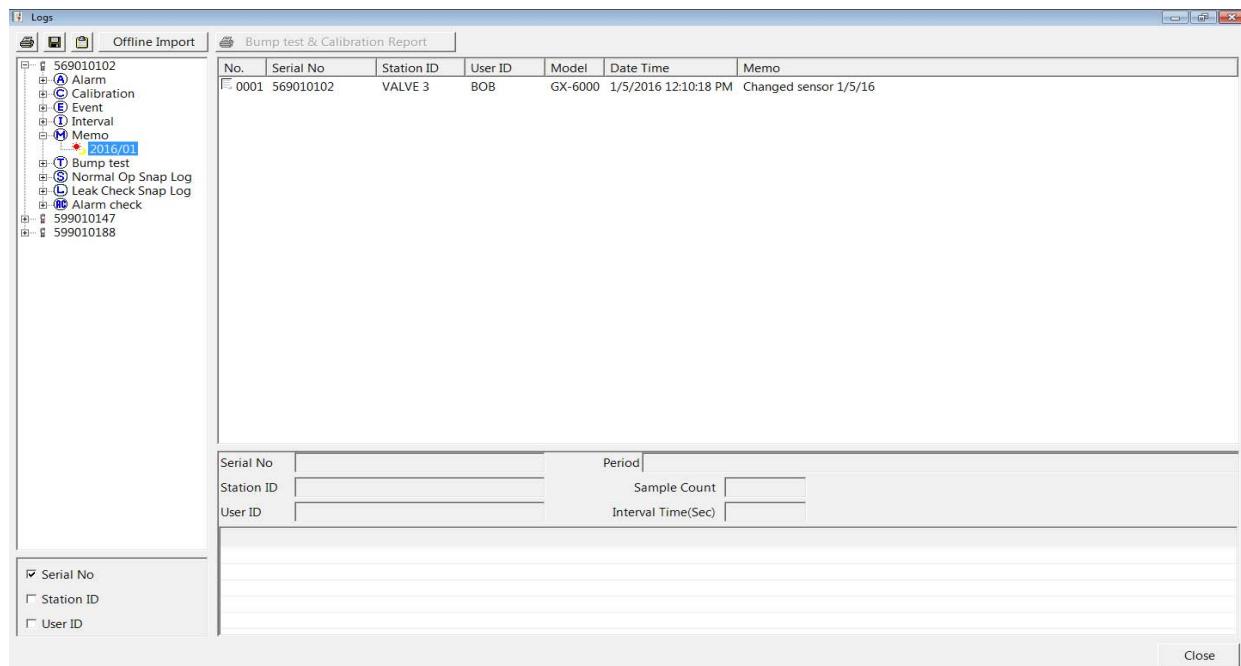 Logs
Offline Import
Bump test & Calibration Report
569010102
A Alarm
C Calibration
E Event
I Interval
M Memo
2016/01
T Bump test
S Normal Op Snap Log
L Leak Check Snap Log
AC Alarm check
599010147
599010188
No. Serial No Station ID User ID Model Date Time Memo
0001 569010102 VALVE 3 BOB GX-6000 1/5/2016 12:10:18 PM Changed sensor 1/5/16
Serial No Period
Station ID Sample Count
User ID Interval Time(Sec)
Serial No
Station ID
User ID
Close